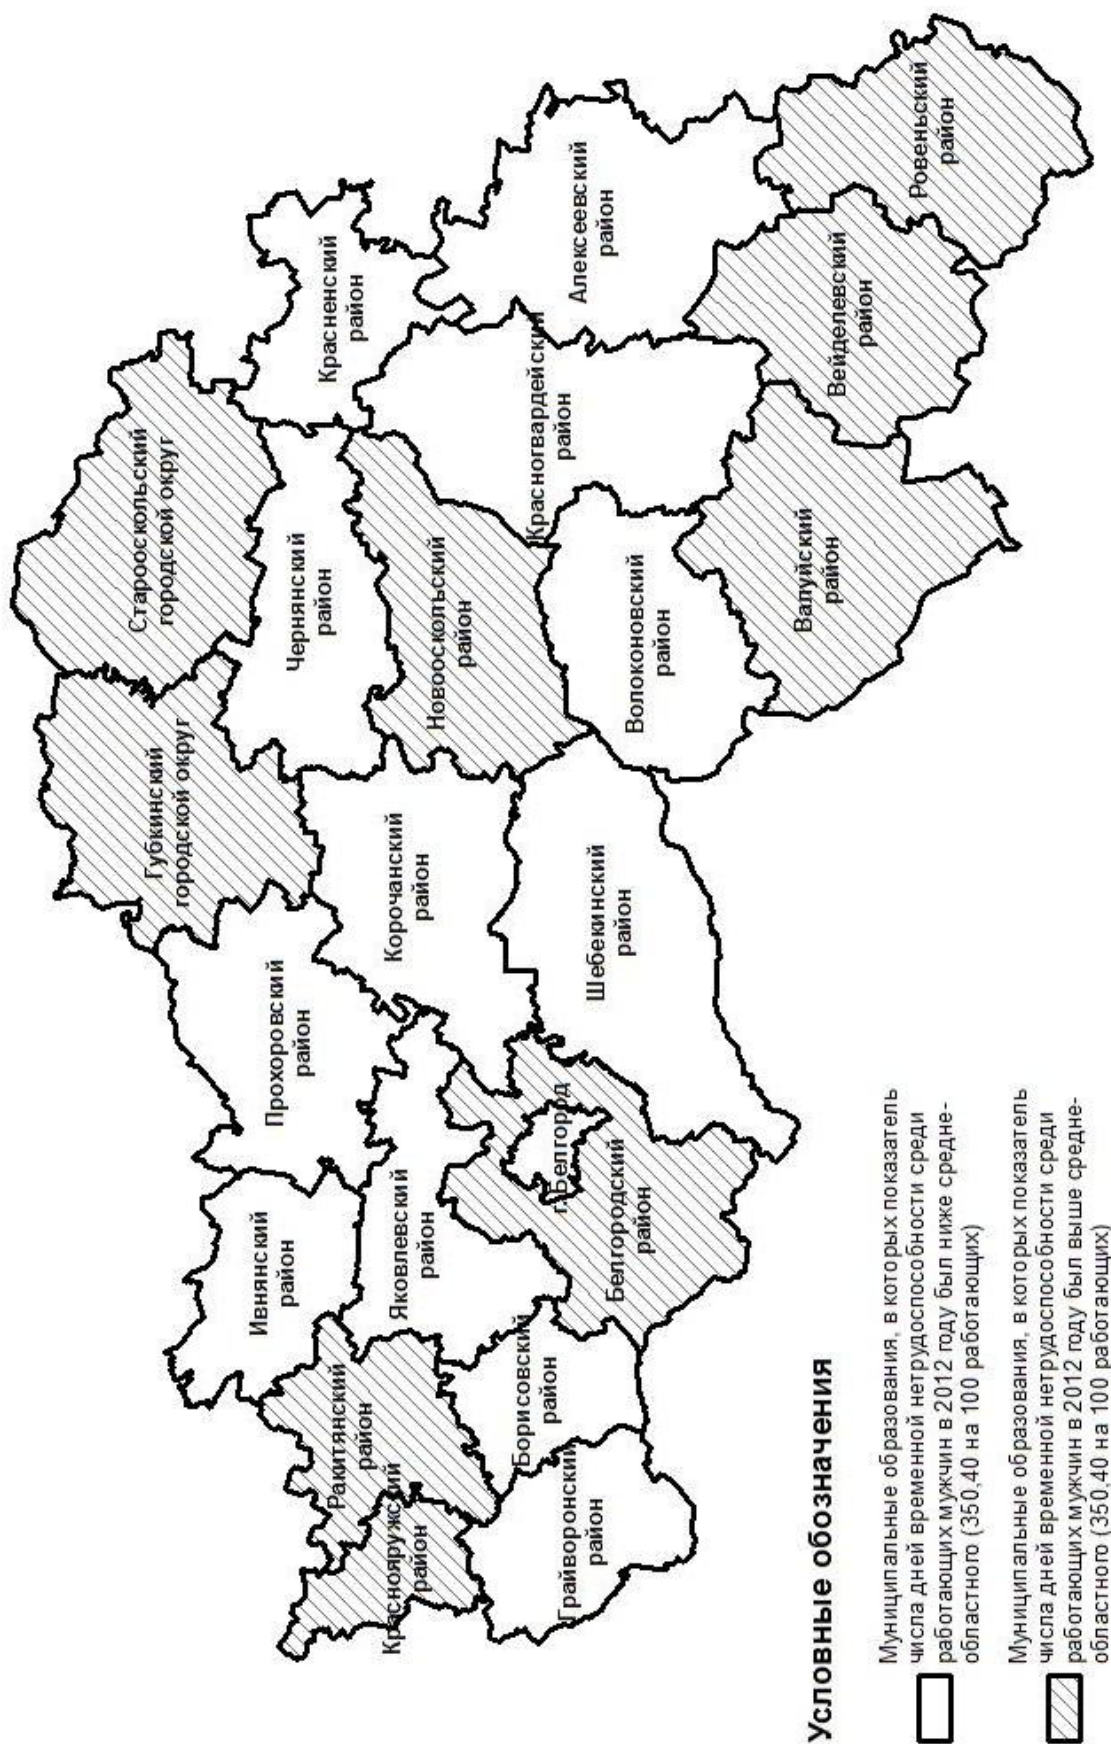 Старооскольский
городской округ
Губкинский
городской округ
Красненский
район
Чернянский
район
Прохоровский
район
Ивнянский
район
Ракитянский
район
Краснояружский
район
Яковлевский
район
Корочанский
район
Новооскольский
район
Красногвардейский
район
Алексеевский
район
Грайворонский
район
Борисовский
район
г.Белгород
Белгородский
район
Шебекинский
район
Волоконовский
район
Валуйский
район
Вейделевский
район
Ровеньский
район
Условные обозначения
Муниципальные образования, в которых показатель
числа дней временной нетрудоспособности среди
работающих мужчин в 2012 году был ниже средне-
областного (350,40 на 100 работающих)
Муниципальные образования, в которых показатель
числа дней временной нетрудоспособности среди
работающих мужчин в 2012 году был выше средне-
областного (350,40 на 100 работающих)